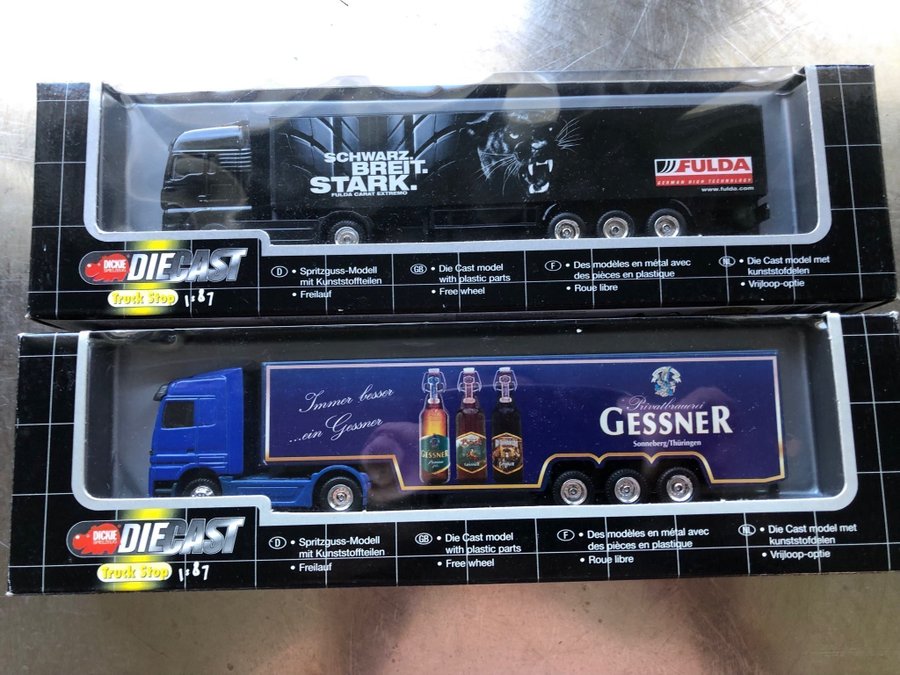 SCHWARZ.
BREIT.
STARK.
FULDA CARAT EXTREMO
FULDA
GERMAN HIGH TECHNOLOGY
www.fulda.com
DICKIE
SPIELZEUG
DIECAST
Truck Stop
1:87
D • Spritzguss-Modell
mit Kunststoffteilen
• Freilauf
GB • Die Cast model
with plastic parts
• Free wheel
F • Des modèles en métal avec
des pièces en plastique
• Roue libre
NL • Die Cast model met
kunststofdelen
• Vrijloop-optie
Immer besser
...ein Gessner
GESSNER
GESSNER
Privatbrauerei
GESSNER
Sonneberg/Thüringen
DICKIE
SPIELZEUG
DIECAST
Truck Stop
1:87
D • Spritzguss-Modell
mit Kunststoffteilen
• Freilauf
GB • Die Cast model
with plastic parts
• Free wheel
F • Des modèles en métal avec
des pièces en plastique
• Roue libre
NL • Die Cast model met
kunststofdelen
• Vrijloop-optie